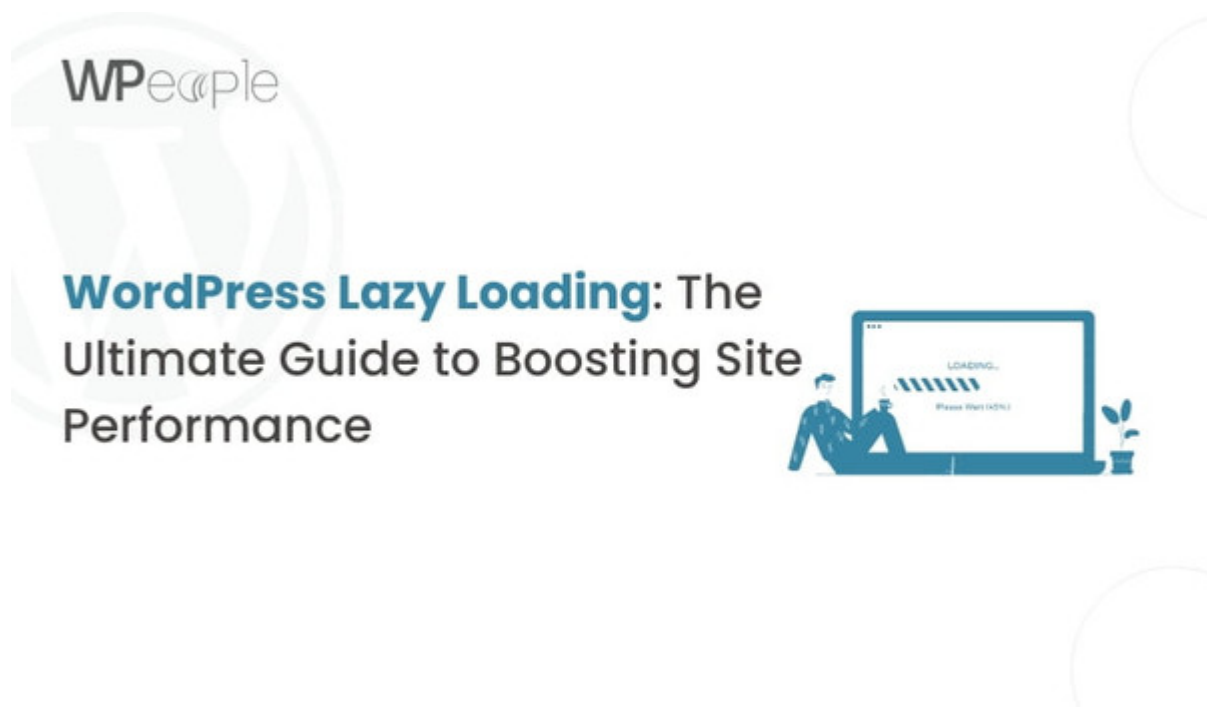 WPeople
WordPress Lazy Loading: The
Ultimate Guide to Boosting Site
Performance
LOADING...
(Please Wait (45%)